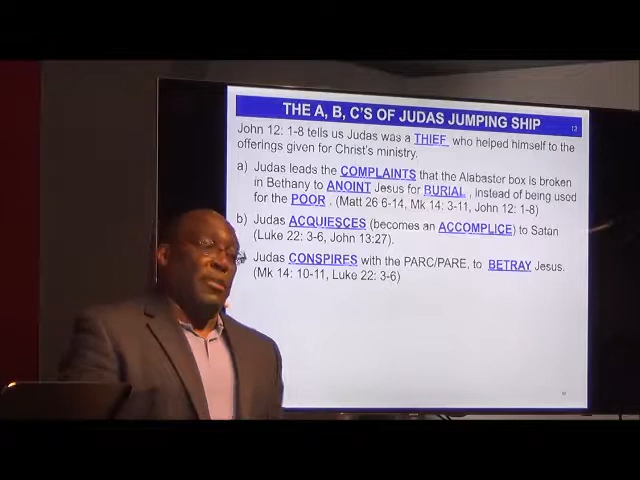 THE A, B, C'S OF JUDAS JUMPING SHIP
13
John 12: 1-8 tells us Judas was a THIEF who helped himself to the
offerings given for Christ's ministry.
a) Judas leads the COMPLAINTS that the Alabaster box is broken
in Bethany to ANOINT Jesus for BURIAL , instead of being used
for the POOR . (Matt 26 6-14, Mk 14: 3-11, John 12: 1-8)
b) Judas ACQUIESCES (becomes an ACCOMPLICE) to Satan
(Luke 22: 3-6, John 13:27).
Judas CONSPIRES with the PARC/PARE, to BETRAY Jesus.
(Mk 14: 10-11, Luke 22: 3-6)